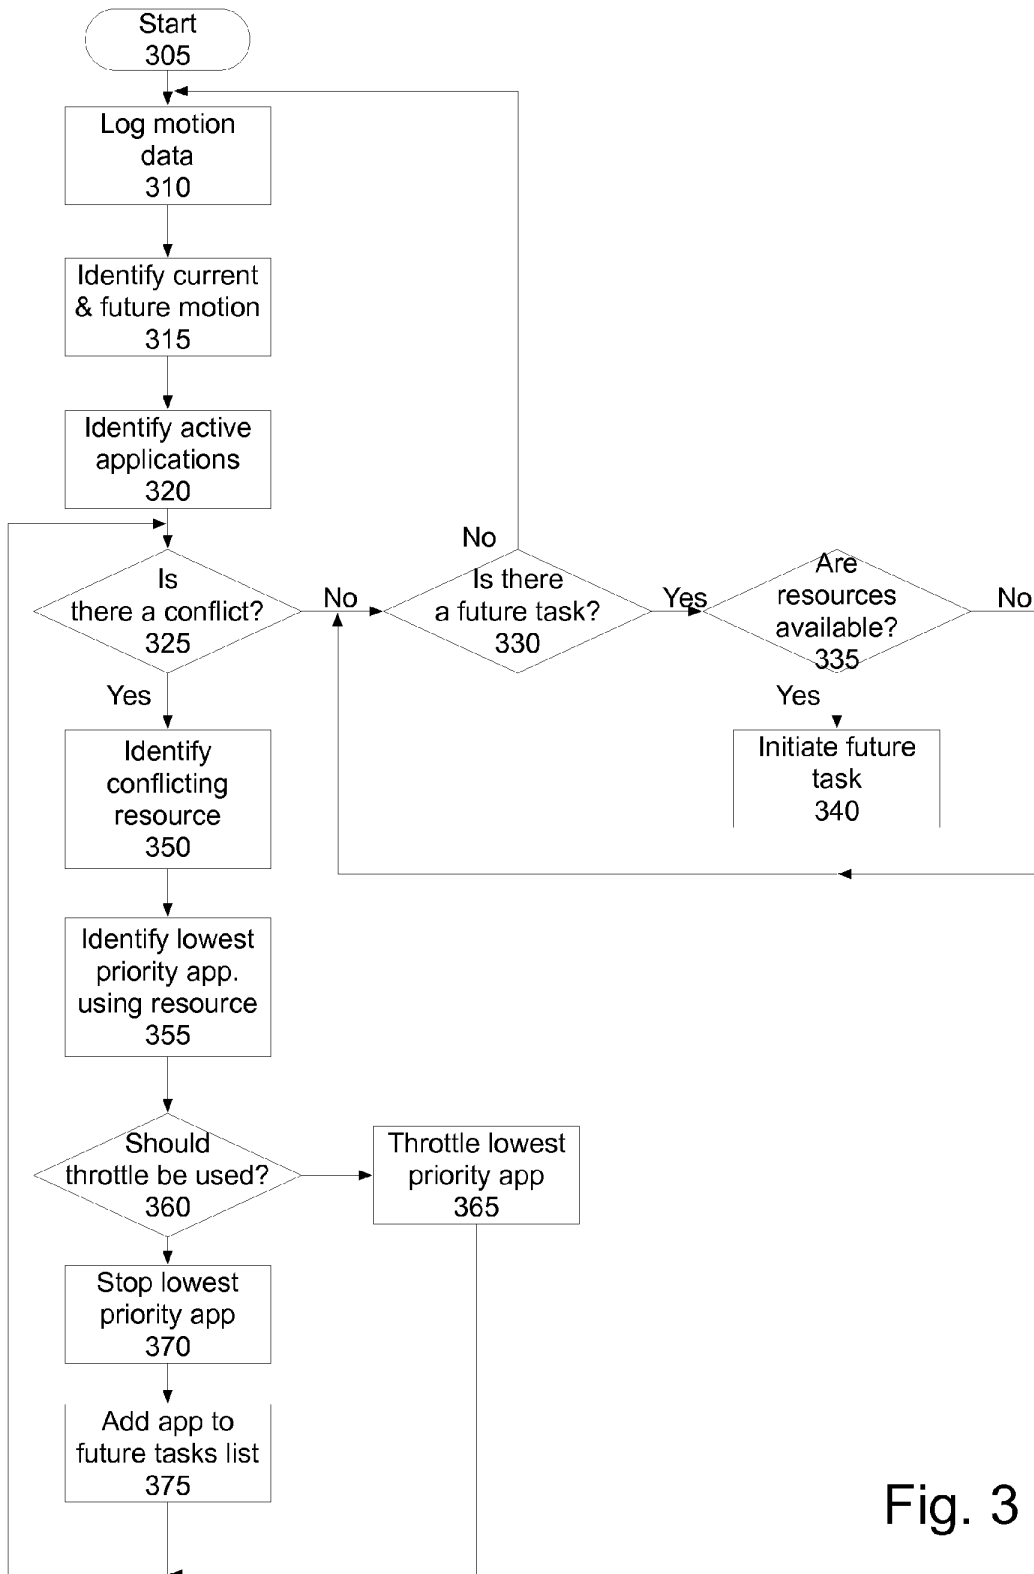 Start
305
Log motion
data
310
Identify current
& future motion
315
Identify active
applications
320
Is
there a conflict?
325
No
Yes
No
Is there
a future task?
330
Yes
Are
resources
available?
335
No
Yes
Initiate future
task
340
Identify
conflicting
resource
350
Identify lowest
priority app.
using resource
355
Should
throttle be used?
360
Throttle lowest
priority app
365
Stop lowest
priority app
370
Add app to
future tasks list
375
Fig. 3